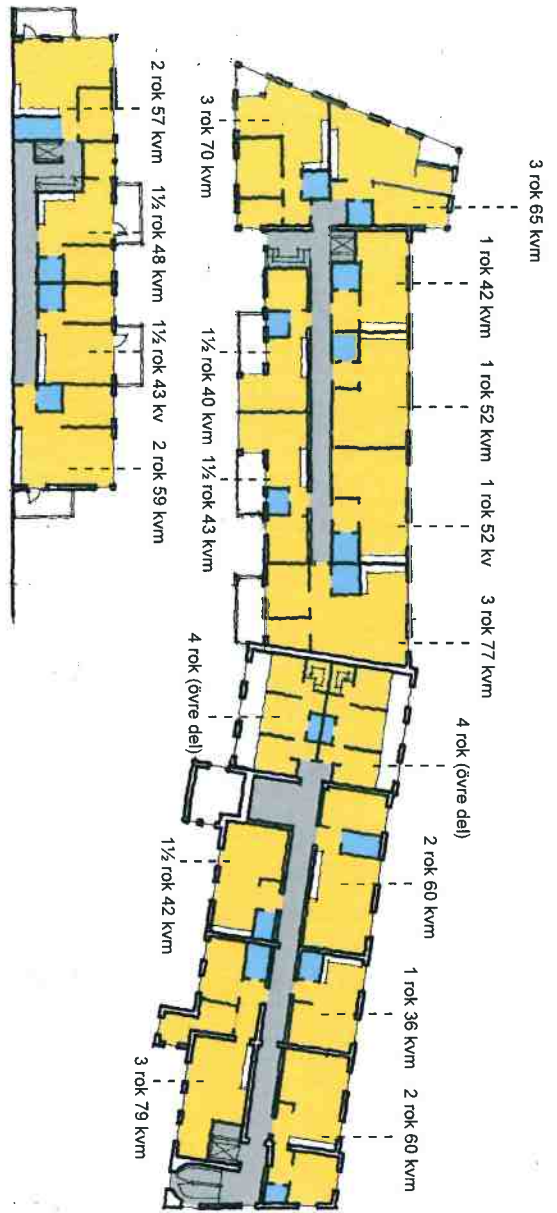 3 rok 65 kvm
1 rok 42 kvm
1 rok 52 kvm
1 rok 52 kv
3 rok 77 kvm
4 rok (övre del)
2 rok 60 kvm
1 rok 36 kvm
2 rok 60 kvm
3 rok 70 kvm
1½ rok 40 kvm
1½ rok 43 kvm
4 rok (övre del)
1½ rok 42 kvm
3 rok 79 kvm
2 rok 57 kvm
1½ rok 48 kvm
1½ rok 43 kv
2 rok 59 kvm